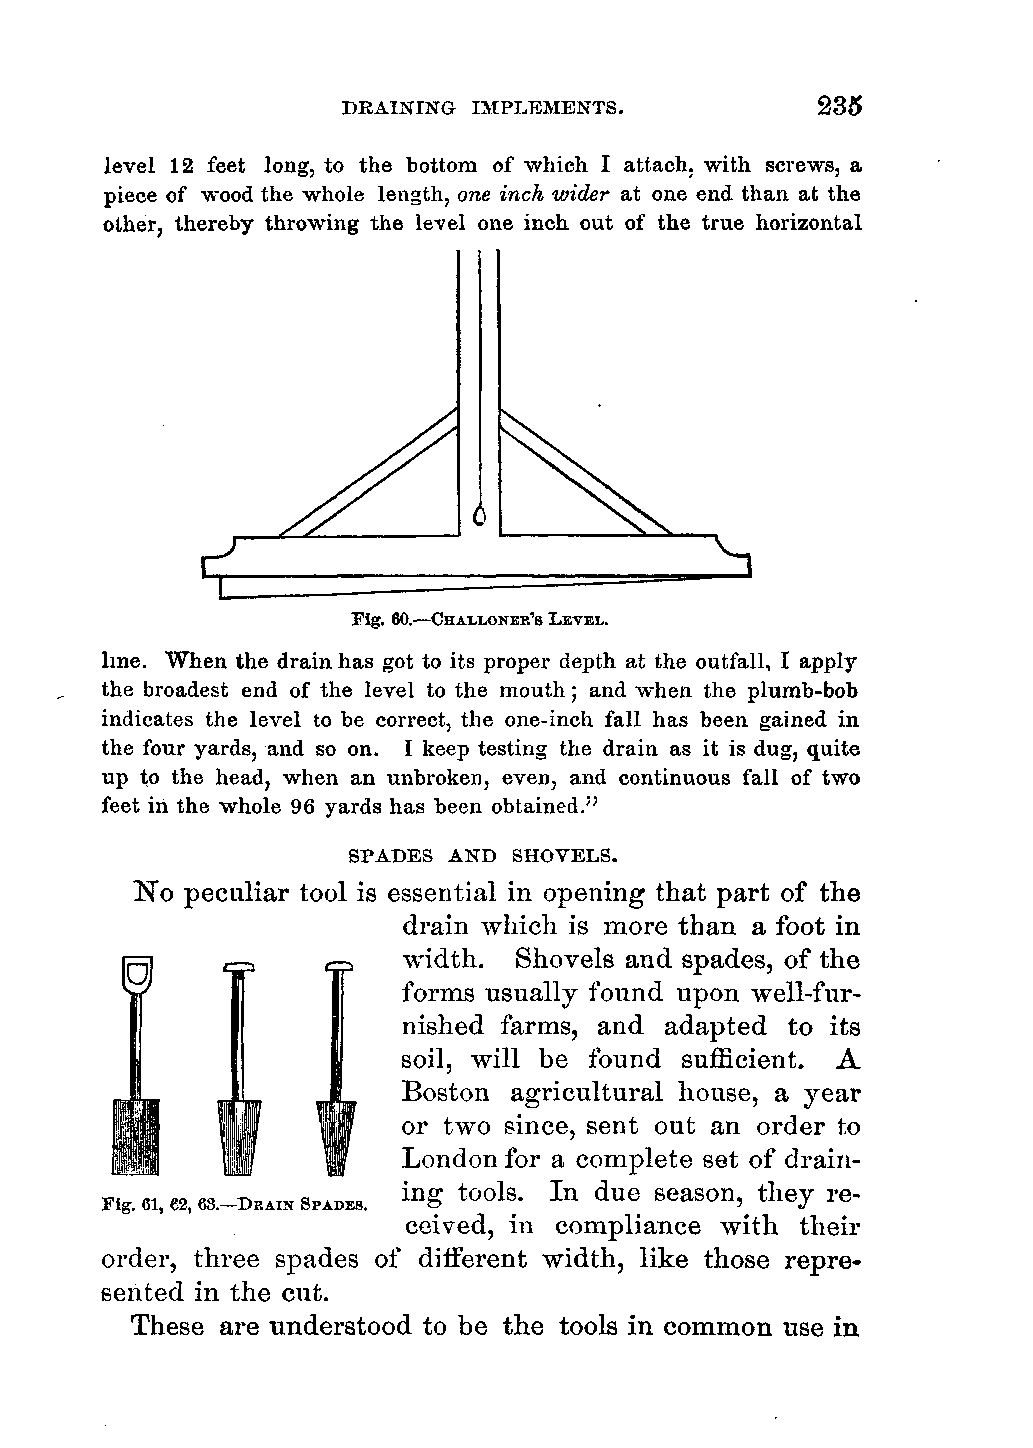 DRAINING IMPLEMENTS. 235
level 12 feet long, to the bottom of which I attach, with screws, a
piece of wood the whole length, one inch wider at one end than at the
other, thereby throwing the level one inch out of the true horizontal
Fig. 60.—CHALLONER'S LEVEL.
line. When the drain has got to its proper depth at the outfall, I apply
the broadest end of the level to the mouth; and when the plumb-bob
indicates the level to be correct, the one-inch fall has been gained in
the four yards, and so on. I keep testing the drain as it is dug, quite
up to the head, when an unbroken, even, and continuous fall of two
feet in the whole 96 yards has been obtained."
SPADES AND SHOVELS.
No peculiar tool is essential in opening that part of the
drain which is more than a foot in
width. Shovels and spades, of the
forms usually found upon well-fur-
nished farms, and adapted to its
soil, will be found sufficient. A
Boston agricultural house, a year
or two since, sent out an order to
London for a complete set of drain-
ing tools. In due season, they re-
ceived, in compliance with their
Fig. 61, 62, 63.—DRAIN SPADES.
order, three spades of different width, like those repre-
sented in the cut.
These are understood to be the tools in common use in